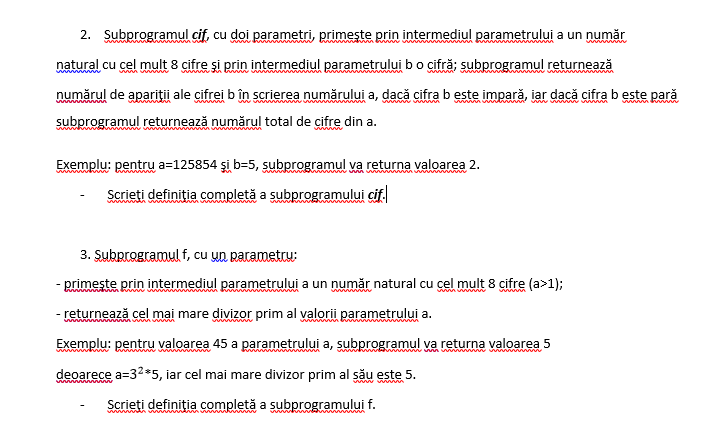 2. Subprogramul cif, cu doi parametri, primește prin intermediul parametrului a un număr
natural cu cel mult 8 cifre și prin intermediul parametrului b o cifră; subprogramul returnează
numărul de apariții ale cifrei b în scrierea numărului a, dacă cifra b este impară, iar dacă cifra b este pară
subprogramul returnează numărul total de cifre din a.
Exemplu: pentru a=125854 și b=5, subprogramul va returna valoarea 2.
- Scrieți definiția completă a subprogramului cif.
3. Subprogramul f, cu un parametru:
- primește prin intermediul parametrului a un număr natural cu cel mult 8 cifre (a>1);
- returnează cel mai mare divizor prim al valorii parametrului a.
Exemplu: pentru valoarea 45 a parametrului a, subprogramul va returna valoarea 5
deoarece a=3²*5, iar cel mai mare divizor prim al său este 5.
- Scrieți definiția completă a subprogramului f.